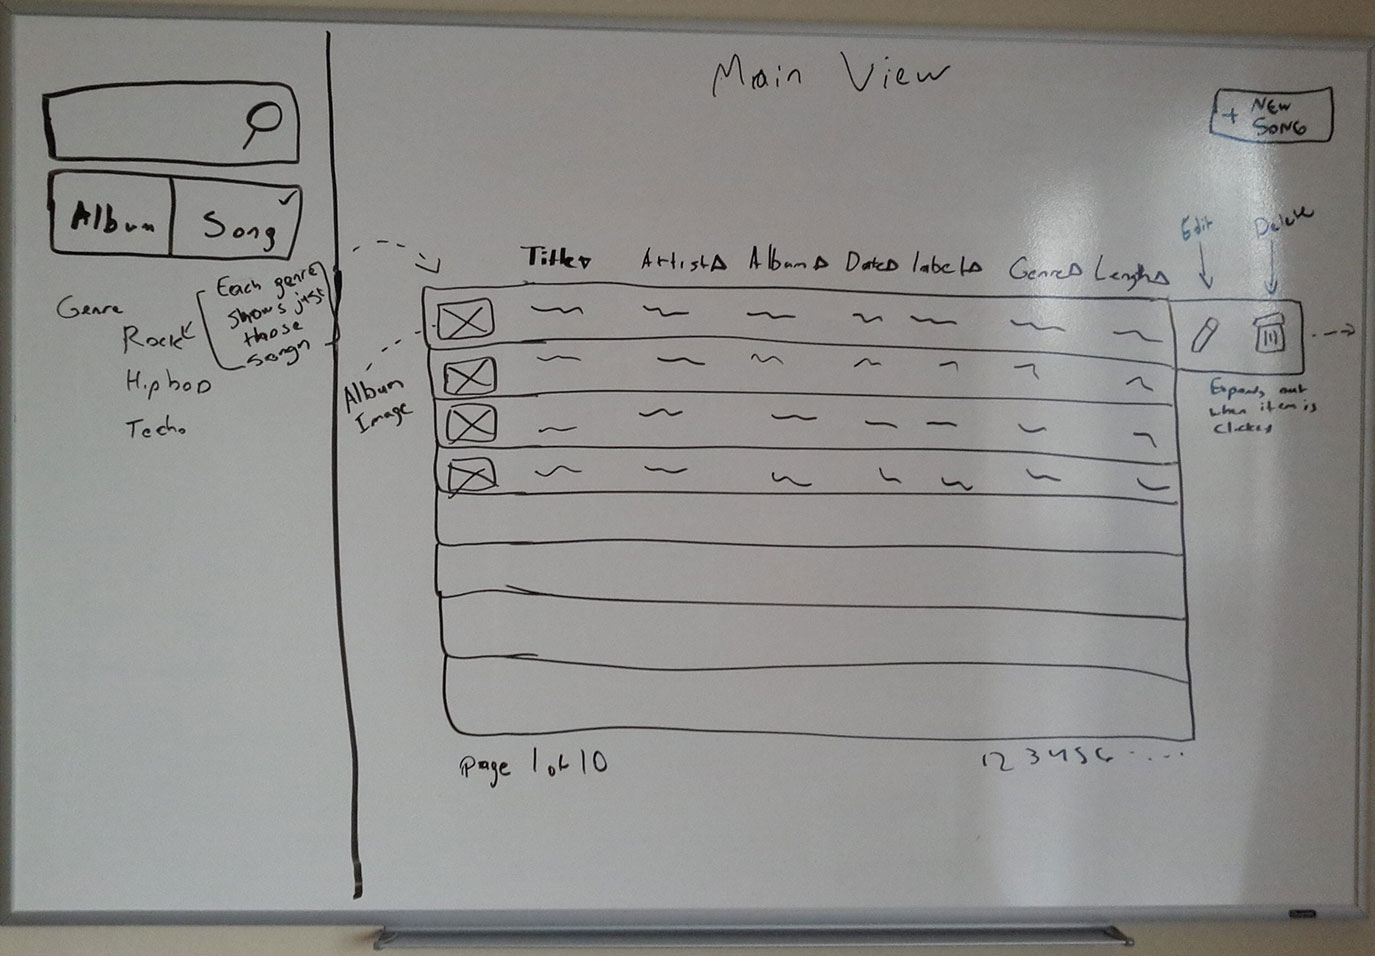 Main View
+ NEW
SONG
Album Song
Genre
Rock
Hiphop
Techo
Each genre
shows just
those
songs
Album
Image
Title Artist Album Date label Genre Length
Edit Delete
Expands out
when item is
clicked
Page 1 of 10
1 2 3 4 5 6 ....